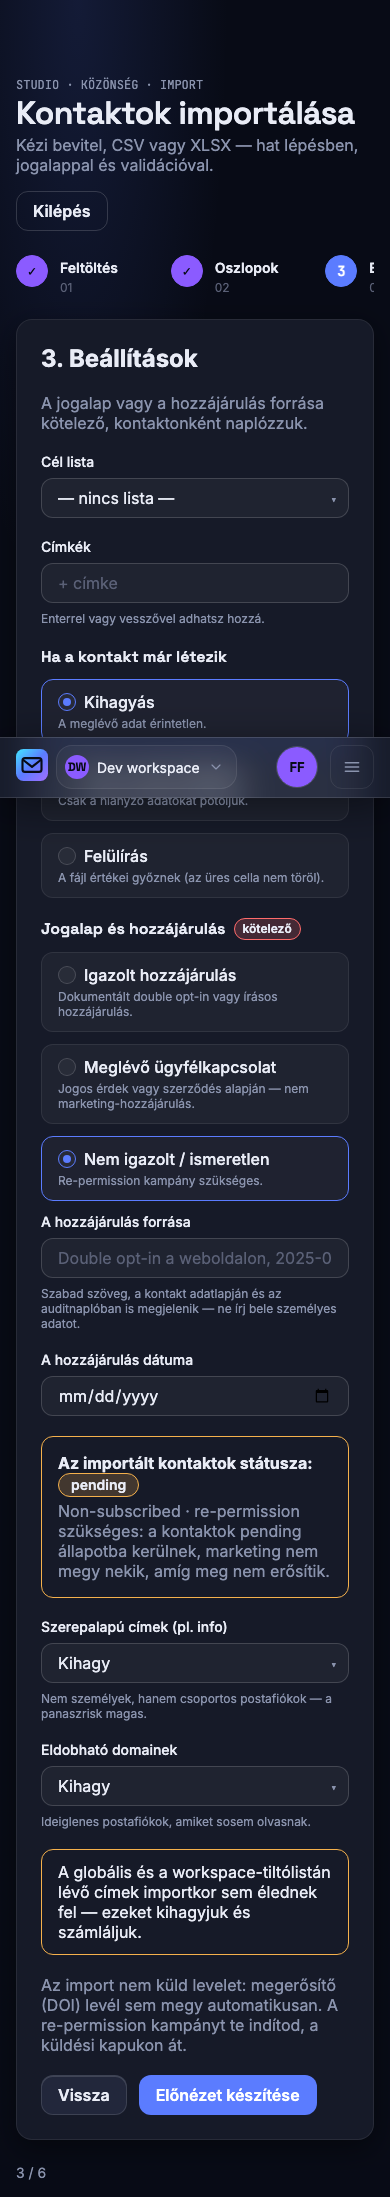 STUDIO · KÖZÖNSÉG · IMPORT
Kontaktok importálása
Kézi bevitel, CSV vagy XLSX — hat lépésben,
jogalappal és validációval.
Kilépés
✓ Feltöltés
01
✓ Oszlopok
02
3
3. Beállítások
A jogalap vagy a hozzájárulás forrása
kötelező, kontaktonként naplózzuk.
Cél lista
— nincs lista —
Címkék
+ címke
Enterrel vagy vesszővel adhatsz hozzá.
Ha a kontakt már létezik
Kihagyás
A meglévő adat érintetlen.
DW Dev workspace
FF
Csak a hiányzó adatokat pótoljuk.
Felülírás
A fájl értékei győznek (az üres cella nem töröl).
Jogalap és hozzájárulás kötelező
Igazolt hozzájárulás
Dokumentált double opt-in vagy írásos
hozzájárulás.
Meglévő ügyfélkapcsolat
Jogos érdek vagy szerződés alapján — nem
marketing-hozzájárulás.
Nem igazolt / ismeretlen
Re-permission kampány szükséges.
A hozzájárulás forrása
Double opt-in a weboldalon, 2025-0
Szabad szöveg, a kontakt adatlapján és az
auditnaplóban is megjelenik — ne írj bele személyes
adatot.
A hozzájárulás dátuma
mm/dd/yyyy
Az importált kontaktok státusza:
pending
Non-subscribed · re-permission
szükséges: a kontaktok pending
állapotba kerülnek, marketing nem
megy nekik, amíg meg nem erősítik.
Szerepalapú címek (pl. info)
Kihagy
Nem személyek, hanem csoportos postafiókok — a
panaszrisk magas.
Eldobható domainek
Kihagy
Ideiglenes postafiókok, amiket sosem olvasnak.
A globális és a workspace-tiltólistán
lévő címek importkor sem élednek
fel — ezeket kihagyjuk és
számláljuk.
Az import nem küld levelet: megerősítő
(DOI) levél sem megy automatikusan. A
re-permission kampányt te indítod, a
küldési kapukon át.
Vissza
Előnézet készítése
3 / 6